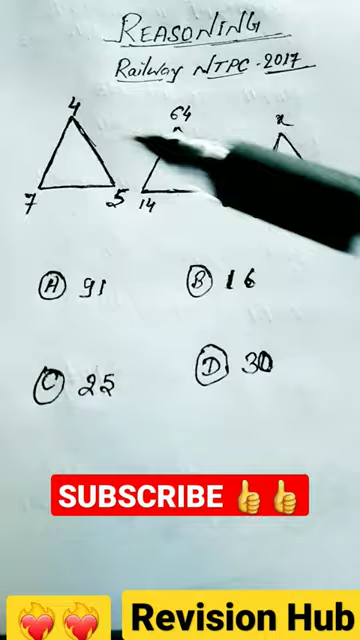 REASONING
Railway NTPC-2017
4 64 x
7 5 14
(A) 91 (B) 16
(C) 25 (D) 30
SUBSCRIBE 👍👍
❤️‍🔥❤️‍🔥 Revision Hub